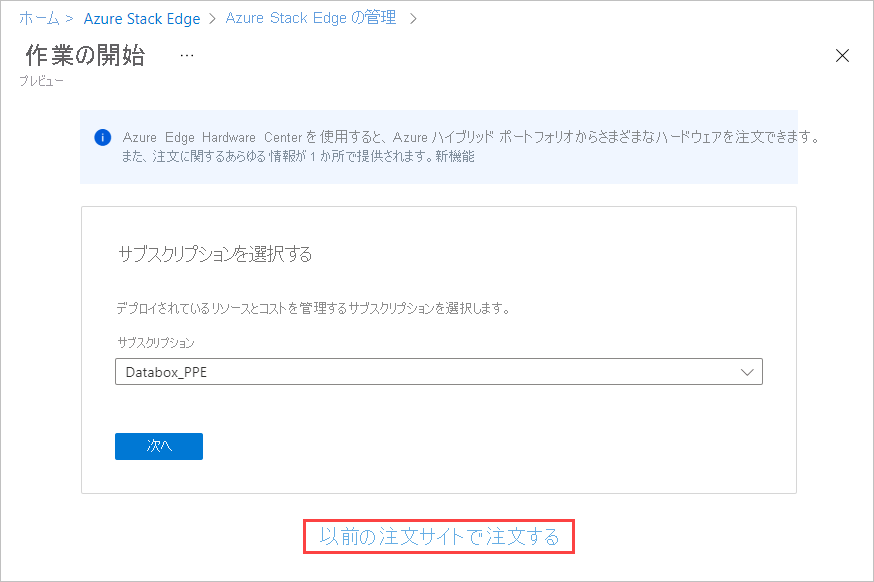 ホーム > Azure Stack Edge > Azure Stack Edge の管理 >
作業の開始 ...
プレビュー
Azure Edge Hardware Center を使用すると、Azure ハイブリッド ポートフォリオからさまざまなハードウェアを注文できます。
また、注文に関するあらゆる情報が 1 か所で提供されます。新機能
サブスクリプションを選択する
デプロイされているリソースとコストを管理するサブスクリプションを選択します。
サブスクリプション
Databox_PPE
次へ
以前の注文サイトで注文する